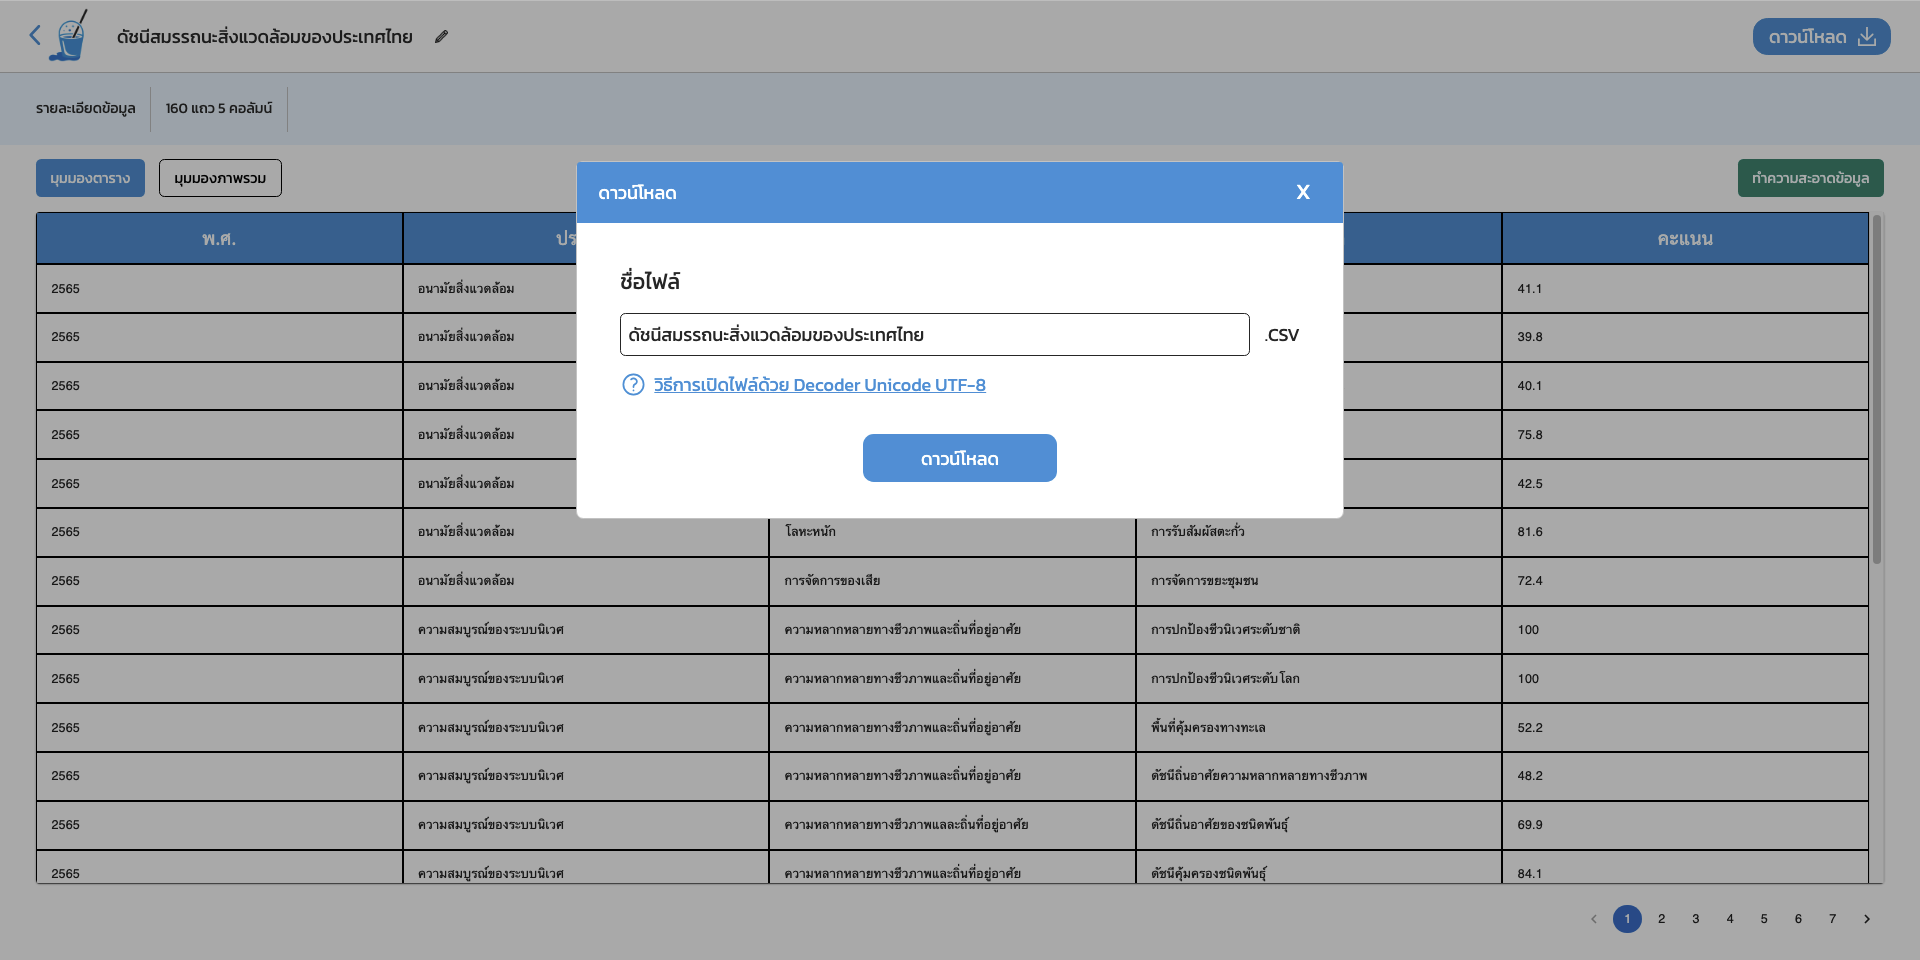 ดัชนีสมรรถนะสิ่งแวดล้อมของประเทศไทย
ดาวน์โหลด
รายละเอียดข้อมูล
160 แถว 5 คอลัมน์
มุมมองตาราง
มุมมองภาพรวม
ทำความสะอาดข้อมูล
ดาวน์โหลด
X
ชื่อไฟล์
ดัชนีสมรรถนะสิ่งแวดล้อมของประเทศไทย
.CSV
วิธีการเปิดไฟล์ด้วย Decoder Unicode UTF-8
ดาวน์โหลด
พ.ศ. คะแนน
2565 อนามัยสิ่งแวดล้อม 41.1
2565 อนามัยสิ่งแวดล้อม 39.8
2565 อนามัยสิ่งแวดล้อม 40.1
2565 อนามัยสิ่งแวดล้อม 75.8
2565 อนามัยสิ่งแวดล้อม 42.5
2565 อนามัยสิ่งแวดล้อม โลหะหนัก การรับสัมผัสตะกั่ว 81.6
2565 อนามัยสิ่งแวดล้อม การจัดการของเสีย การจัดการขยะชุมชน 72.4
2565 ความสมบูรณ์ของระบบนิเวศ ความหลากหลายทางชีวภาพและถิ่นที่อยู่อาศัย การปกป้องชีวนิเวศระดับชาติ 100
2565 ความสมบูรณ์ของระบบนิเวศ ความหลากหลายทางชีวภาพและถิ่นที่อยู่อาศัย การปกป้องชีวนิเวศระดับโลก 100
2565 ความสมบูรณ์ของระบบนิเวศ ความหลากหลายทางชีวภาพและถิ่นที่อยู่อาศัย พื้นที่คุ้มครองทางทะเล 52.2
2565 ความสมบูรณ์ของระบบนิเวศ ความหลากหลายทางชีวภาพและถิ่นที่อยู่อาศัย ดัชนีถิ่นอาศัยความหลากหลายทางชีวภาพ 48.2
2565 ความสมบูรณ์ของระบบนิเวศ ความหลากหลายทางชีวภาพแลละถิ่นที่อยู่อาศัย ดัชนีถิ่นอาศัยของชนิดพันธุ์ 69.9
2565 ความสมบูรณ์ของระบบนิเวศ ความหลากหลายทางชีวภาพและถิ่นที่อยู่อาศัย ดัชนีคุ้มครองชนิดพันธุ์ 84.1
1 2 3 4 5 6 7